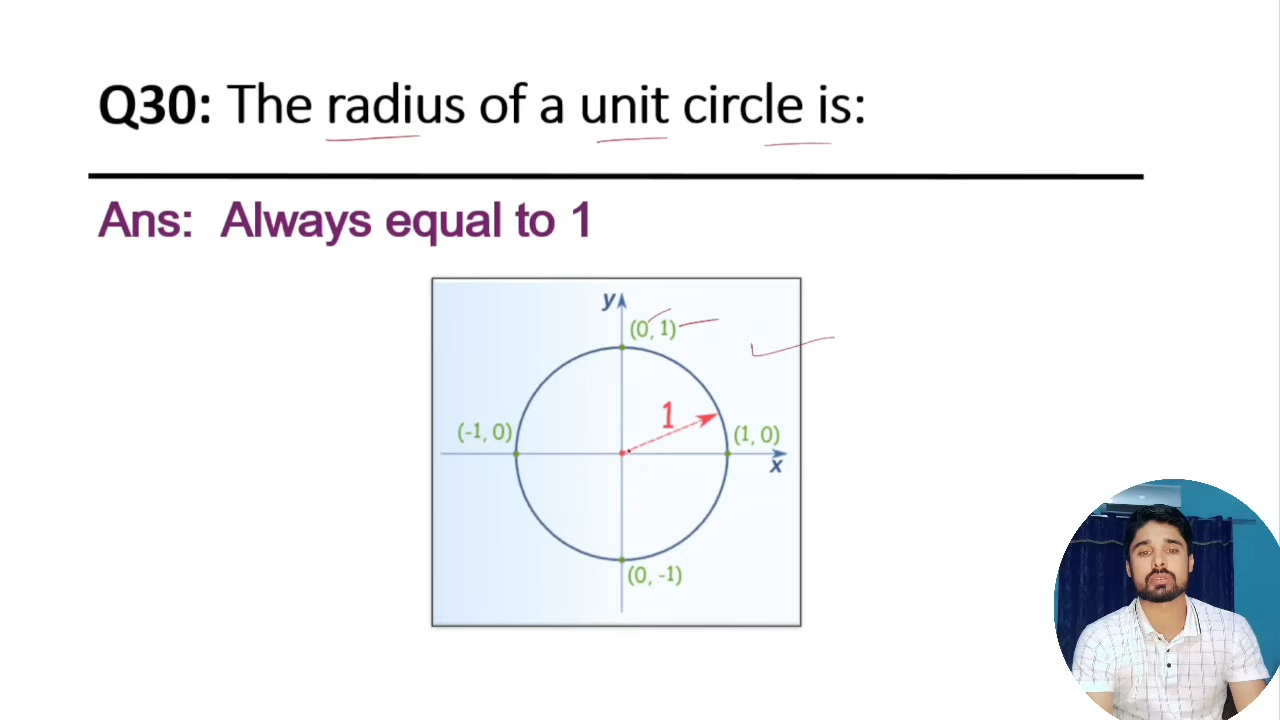 Q30: The radius of a unit circle is:
Ans: Always equal to 1
y
(0, 1)
1
(-1, 0)
(1, 0)
x
(0, -1)